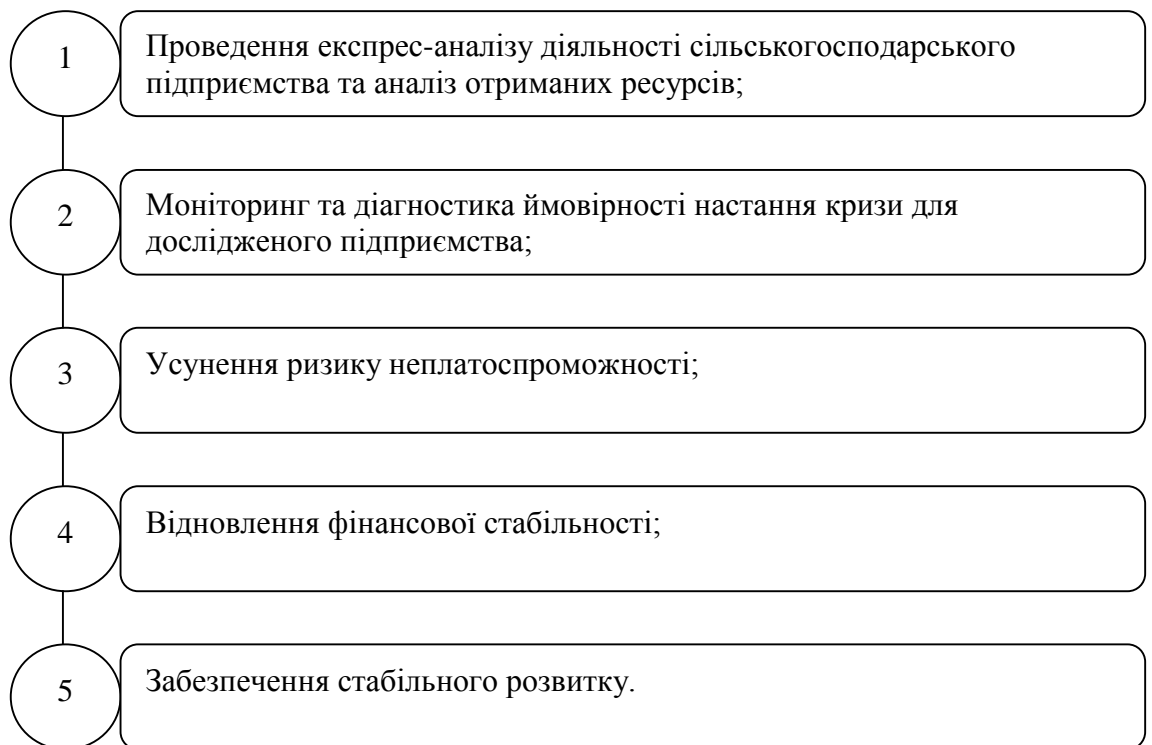 1
Проведення експрес-аналізу діяльності сільськогосподарського
підприємства та аналіз отриманих ресурсів;
2
Моніторинг та діагностика ймовірності настання кризи для
дослідженого підприємства;
3
Усунення ризику неплатоспроможності;
4
Відновлення фінансової стабільності;
5
Забезпечення стабільного розвитку.